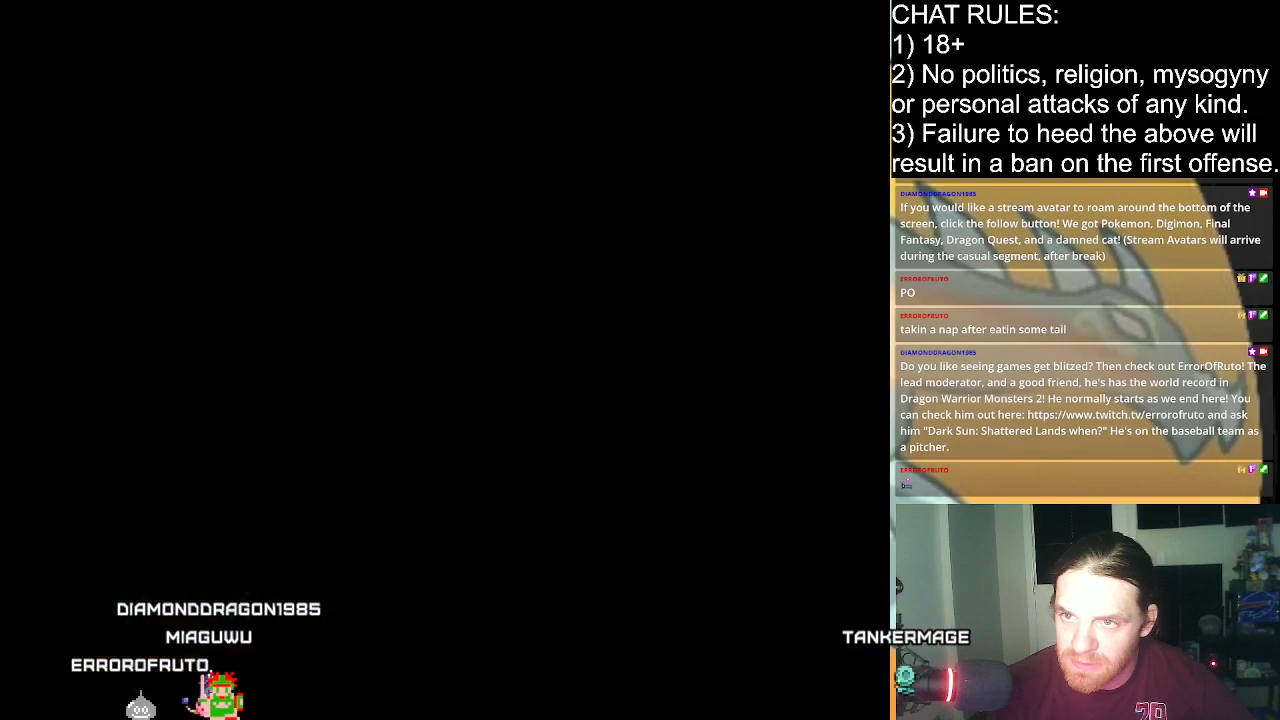 CHAT RULES:
1) 18+
2) No politics, religion, mysogyny
or personal attacks of any kind.
3) Failure to heed the above will
result in a ban on the first offense.
DIAMONDDRAGON1985
If you would like a stream avatar to roam around the bottom of the
screen, click the follow button! We got Pokemon, Digimon, Final
Fantasy, Dragon Quest, and a damned cat! (Stream Avatars will arrive
during the casual segment, after break)
ERROROFRUTO
PO
ERROROFRUTO
takin a nap after eatin some tail
DIAMONDDRAGON1985
Do you like seeing games get blitzed? Then check out ErrorOfRuto! The
lead moderator, and a good friend, he's has the world record in
Dragon Warrior Monsters 2! He normally starts as we end here! You
can check him out here: https://www.twitch.tv/errorofruto and ask
him "Dark Sun: Shattered Lands when?" He's on the baseball team as
a pitcher.
ERROROFRUTO
DIAMONDDRAGON1985
MIAGUWU
ERROROFRUTO
TANKERMAGE